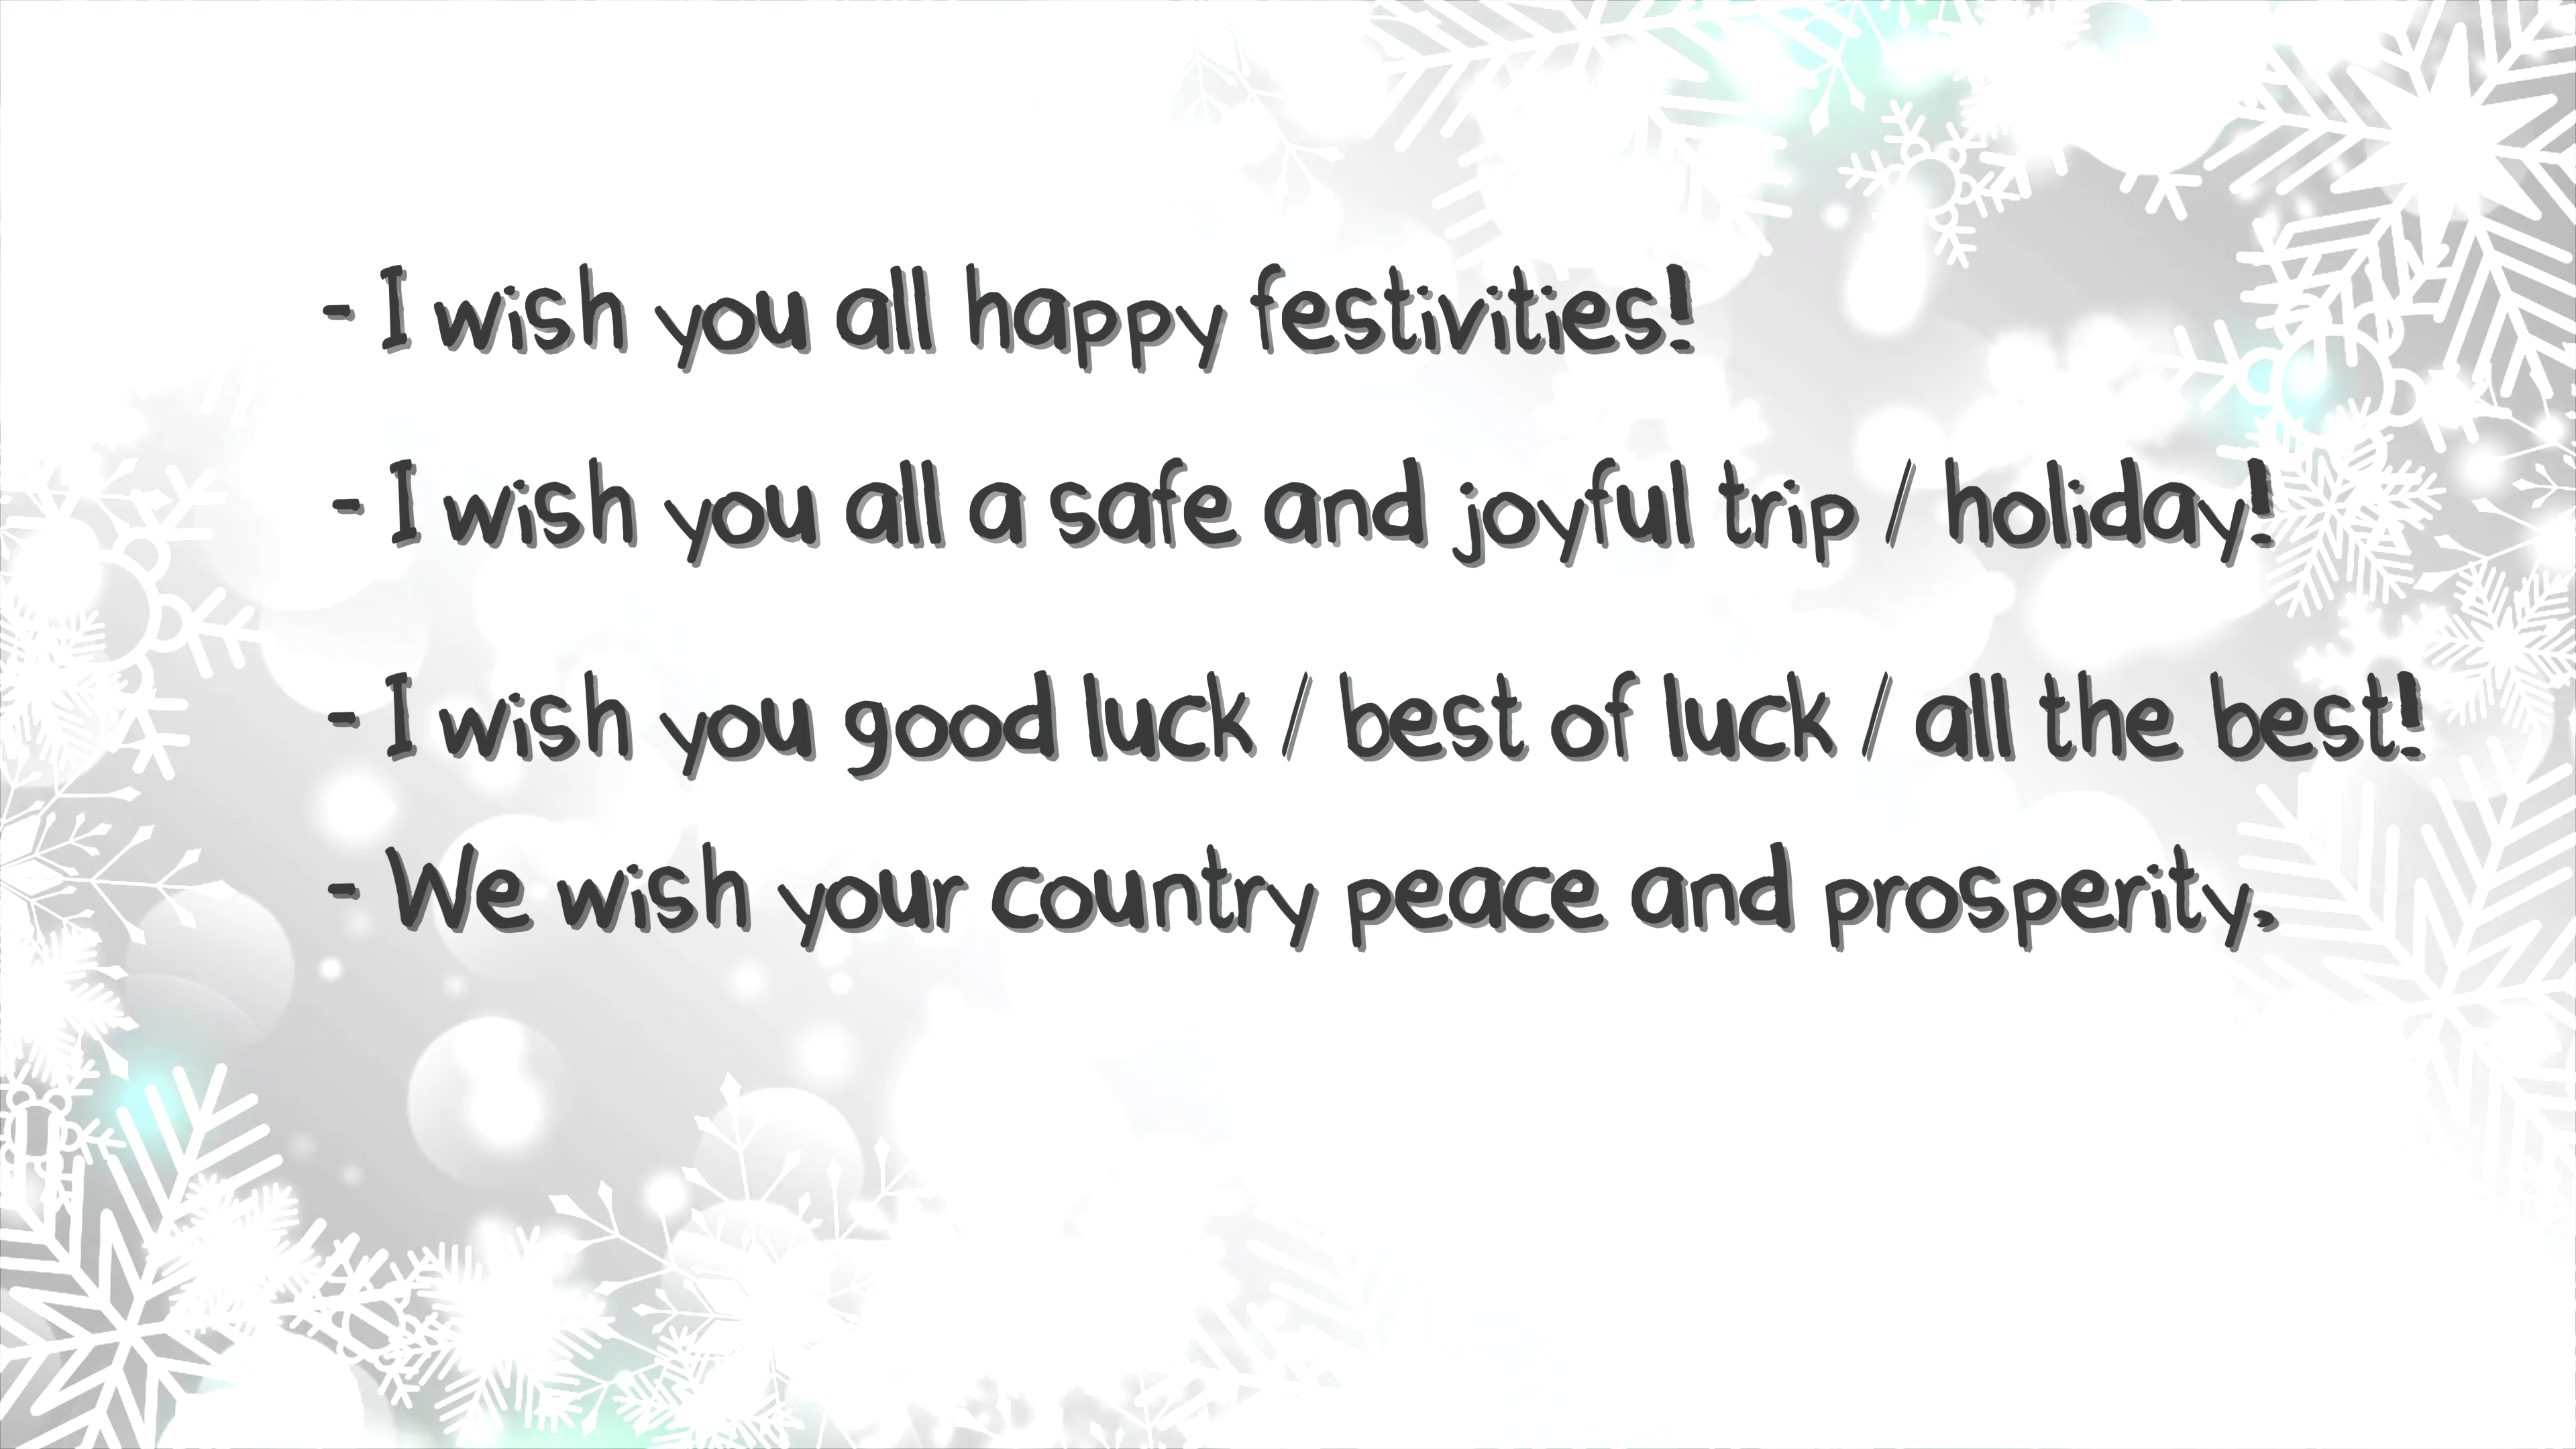 - I wish you all happy festivities!
- I wish you all a safe and joyful trip / holiday!
- I wish you good luck / best of luck / all the best!
- We wish your country peace and prosperity.